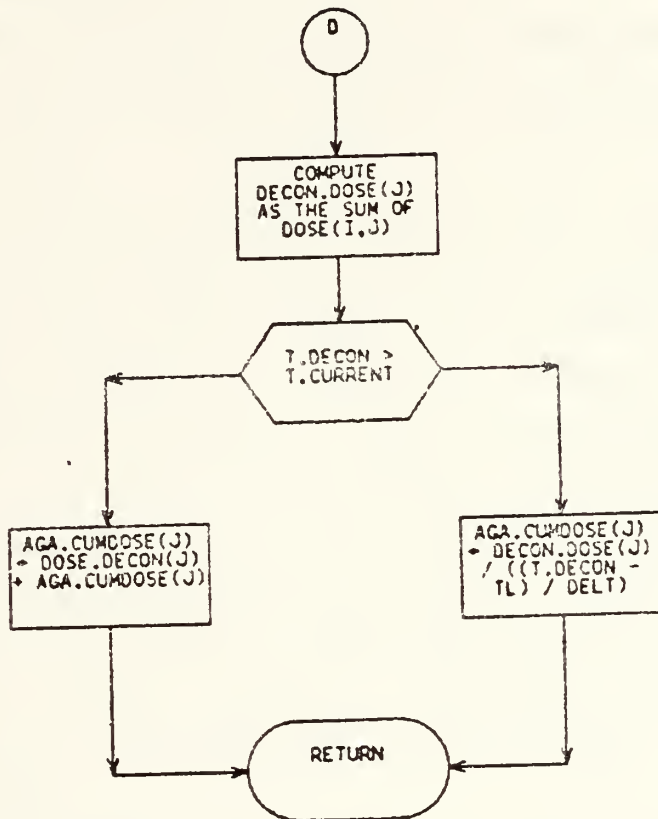 D
COMPUTE
DECON.DOSE(J)
AS THE SUM OF
DOSE(I,J)
T.DECON >
T.CURRENT
AGA.CUMDOSE(J)
← DOSE.DECON(J)
+ AGA.CUMDOSE(J)
AGA.CUMDOSE(J)
← DECON.DOSE(J)
/ ((T.DECON -
TL) / DELT)
RETURN